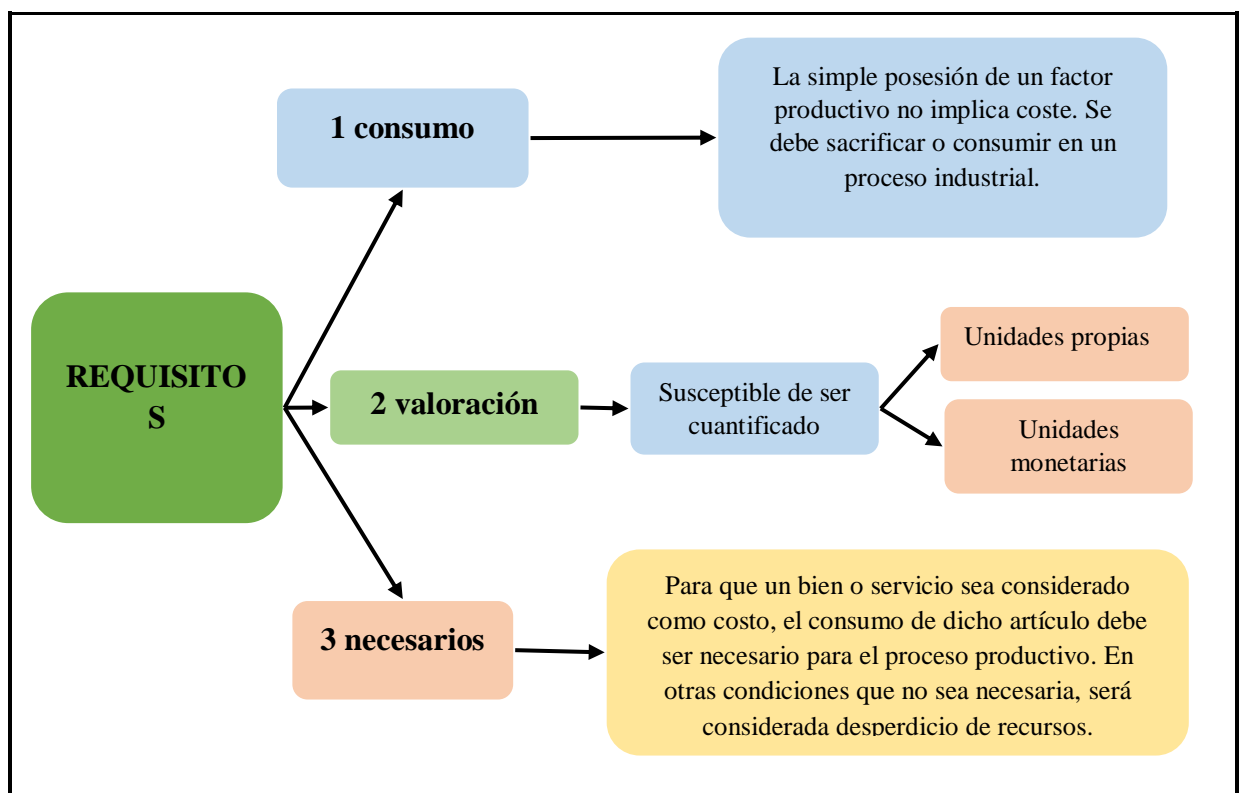 REQUISITO
S
1 consumo
La simple posesión de un factor
productivo no implica coste. Se
debe sacrificar o consumir en un
proceso industrial.
2 valoración
Susceptible de ser
cuantificado
Unidades propias
Unidades
monetarias
3 necesarios
Para que un bien o servicio sea considerado
como costo, el consumo de dicho artículo debe
ser necesario para el proceso productivo. En
otras condiciones que no sea necesaria, será
considerada desperdicio de recursos.